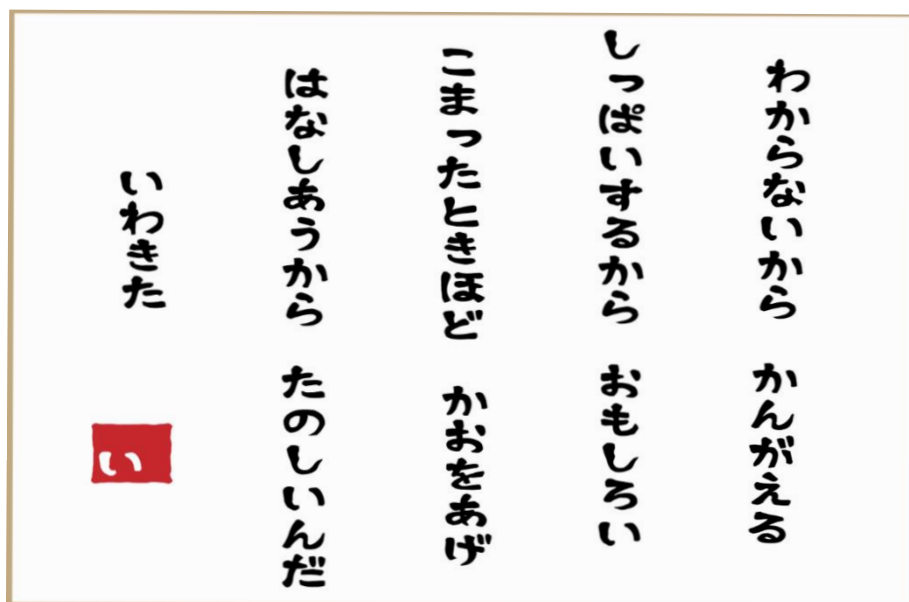 わからないから かんがえる
しっぱいするから おもしろい
こまったときほど かおをあげ
はなしあうから たのしいんだ
いわきた
い